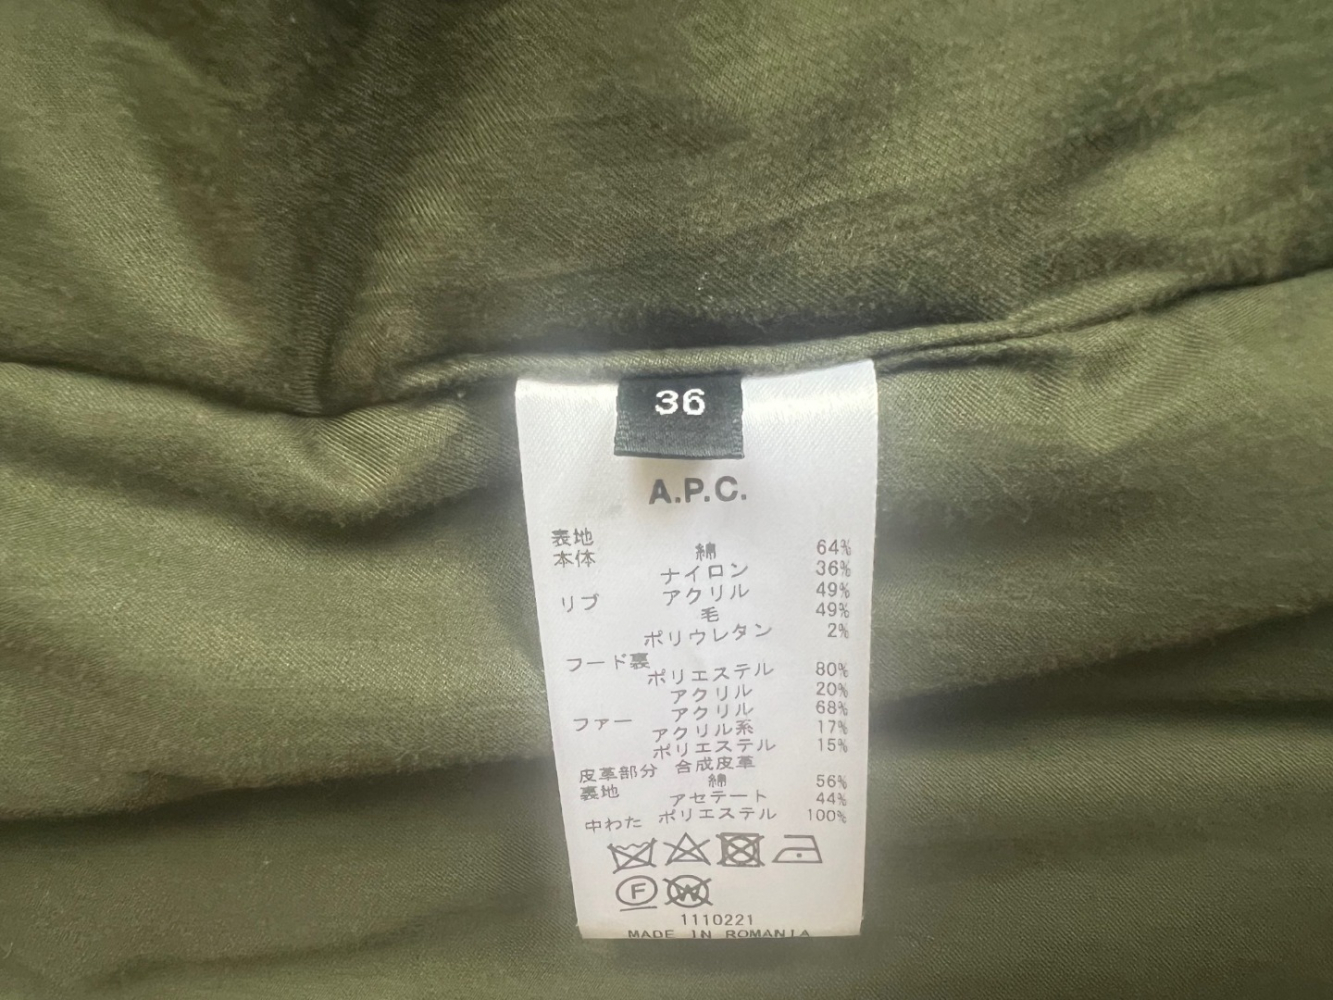 36
A.P.C.
表地
本体 綿 64%
ナイロン 36%
リブ アクリル 49%
毛 49%
ポリウレタン 2%
フード裏
ポリエステル 80%
アクリル 20%
ファー アクリル 68%
アクリル系 17%
ポリエステル 15%
皮革部分 合成皮革
裏地 綿 56%
アセテート 44%
中わた ポリエステル 100%
F W
1110221
MADE IN ROMANIA